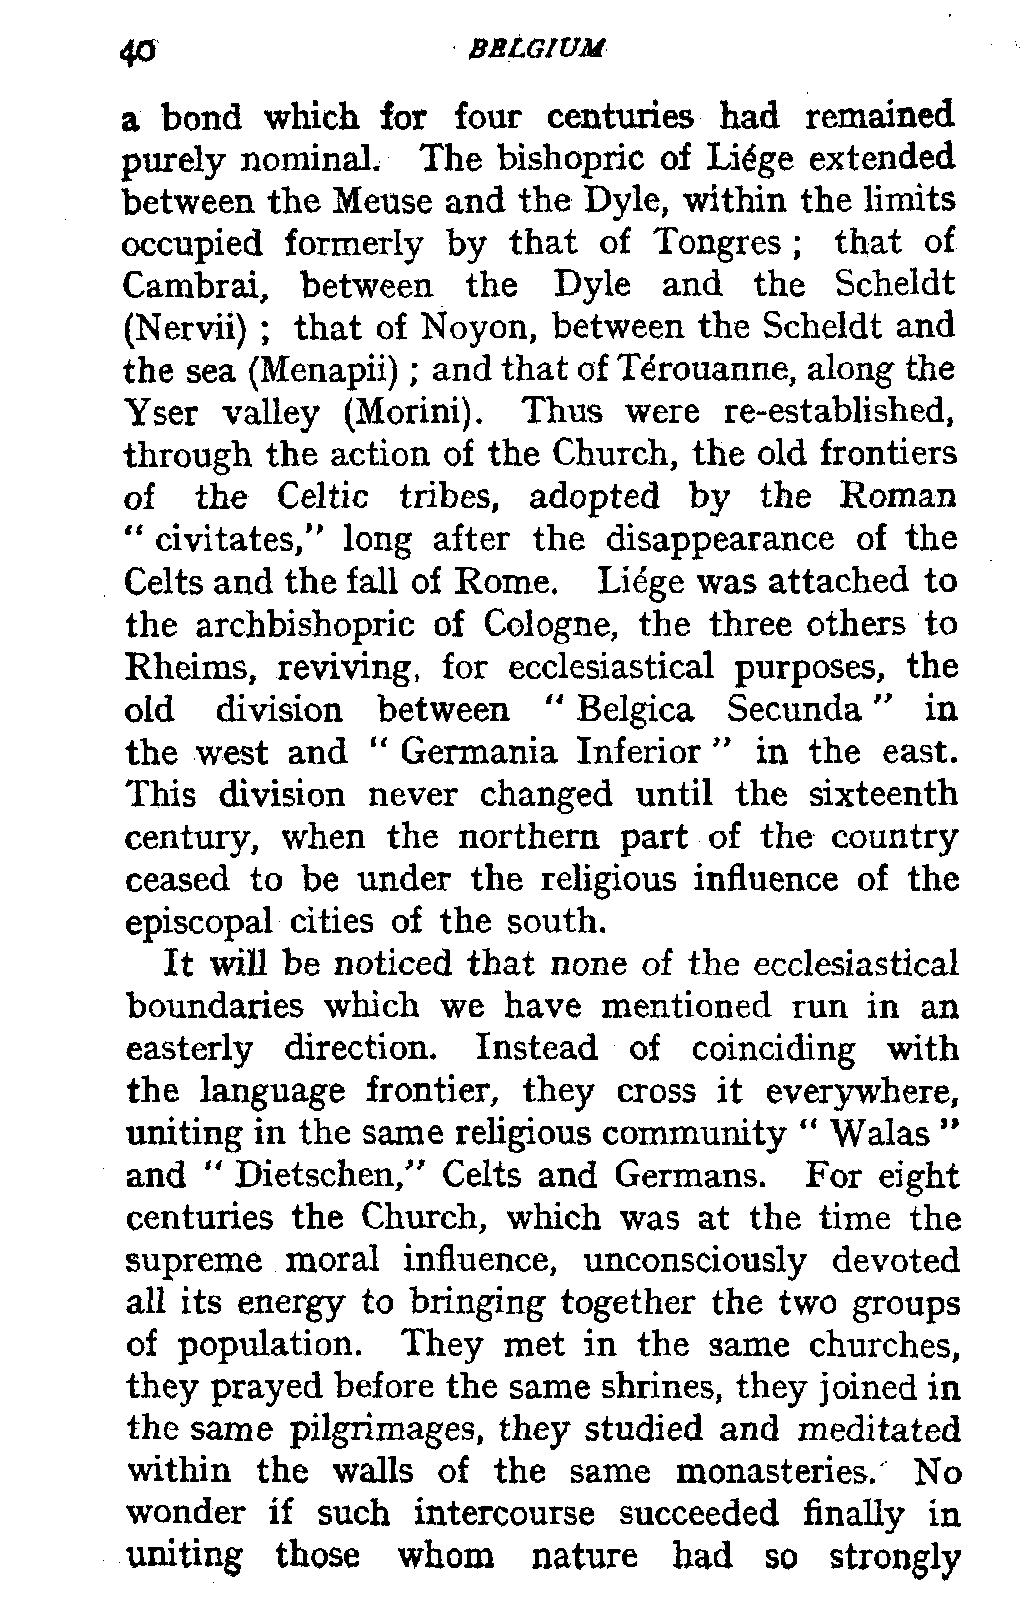 40 BELGIUM
a bond which for four centuries had remained
purely nominal. The bishopric of Liége extended
between the Meuse and the Dyle, within the limits
occupied formerly by that of Tongres ; that of
Cambrai, between the Dyle and the Scheldt
(Nervii) ; that of Noyon, between the Scheldt and
the sea (Menapii) ; and that of Térouanne, along the
Yser valley (Morini). Thus were re-established,
through the action of the Church, the old frontiers
of the Celtic tribes, adopted by the Roman
" civitates," long after the disappearance of the
Celts and the fall of Rome. Liége was attached to
the archbishopric of Cologne, the three others to
Rheims, reviving, for ecclesiastical purposes, the
old division between " Belgica Secunda " in
the west and " Germania Inferior " in the east.
This division never changed until the sixteenth
century, when the northern part of the country
ceased to be under the religious influence of the
episcopal cities of the south.
It will be noticed that none of the ecclesiastical
boundaries which we have mentioned run in an
easterly direction. Instead of coinciding with
the language frontier, they cross it everywhere,
uniting in the same religious community " Walas "
and " Dietschen," Celts and Germans. For eight
centuries the Church, which was at the time the
supreme moral influence, unconsciously devoted
all its energy to bringing together the two groups
of population. They met in the same churches,
they prayed before the same shrines, they joined in
the same pilgrimages, they studied and meditated
within the walls of the same monasteries. No
wonder if such intercourse succeeded finally in
uniting those whom nature had so strongly